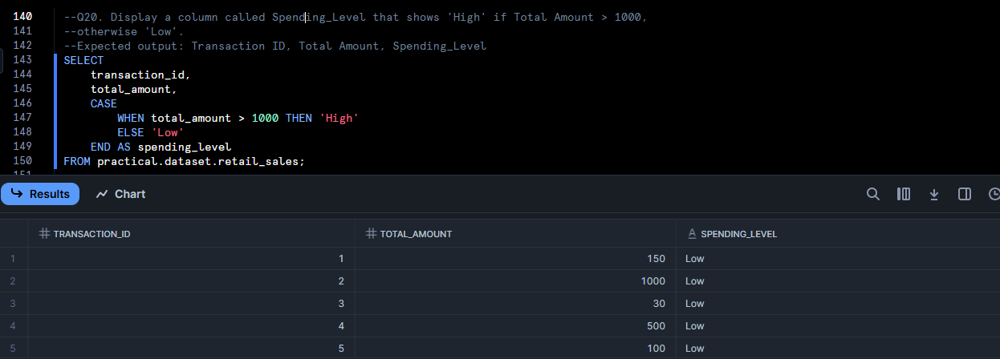 140 --Q20. Display a column called Spending_Level that shows 'High' if Total Amount > 1000,
141 --otherwise 'Low'.
142 --Expected output: Transaction ID, Total Amount, Spending_Level
143 SELECT
144 transaction_id,
145 total_amount,
146 CASE
147 WHEN total_amount > 1000 THEN 'High'
148 ELSE 'Low'
149 END AS spending_level
150 FROM practical.dataset.retail_sales;
151
Results Chart
TRANSACTION_ID TOTAL_AMOUNT A SPENDING_LEVEL
1 1 150 Low
2 2 1000 Low
3 3 30 Low
4 4 500 Low
5 5 100 Low